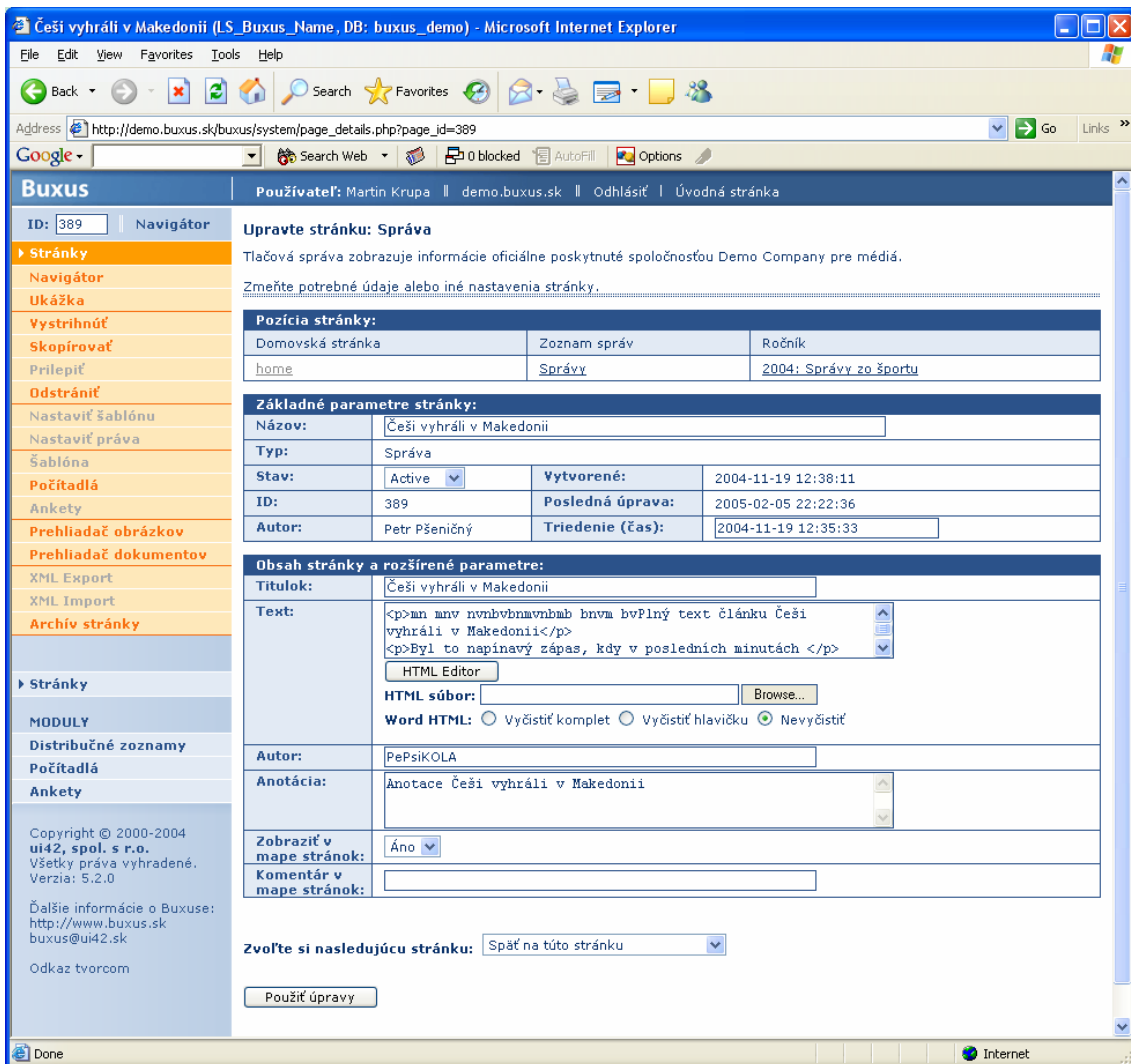 Češi vyhráli v Makedonii (LS_Buxus_Name, DB: buxus_demo) - Microsoft Internet Explorer
File Edit View Favorites Tools Help
Back Search Favorites
Address http://demo.buxus.sk/buxus/system/page_details.php?page_id=389 Go Links »
Google Search Web 0 blocked AutoFill Options
Buxus
Používateľ: Martin Krupa || demo.buxus.sk || Odhlásiť | Úvodná stránka
ID: 389 || Navigátor
Stránky
Navigátor
Ukážka
Vystrihnúť
Skopírovať
Prilepiť
Odstrániť
Nastaviť šablónu
Nastaviť práva
Šablóna
Počítadlá
Ankety
Prehliadač obrázkov
Prehliadač dokumentov
XML Export
XML Import
Archív stránky
Stránky
MODULY
Distribučné zoznamy
Počítadlá
Ankety
Copyright © 2000-2004
ui42, spol. s r.o.
Všetky práva vyhradené.
Verzia: 5.2.0
Ďalšie informácie o Buxuse:
http://www.buxus.sk
buxus@ui42.sk
Odkaz tvorcom
Upravte stránku: Správa
Tlačová správa zobrazuje informácie oficiálne poskytnuté spoločnosťou Demo Company pre médiá.
Zmeňte potrebné údaje alebo iné nastavenia stránky.
Pozícia stránky:
Domovská stránka Zoznam správ Ročník
home Správy 2004: Správy zo športu
Základné parametre stránky:
Názov: Češi vyhráli v Makedonii
Typ: Správa
Stav: Active Vytvorené: 2004-11-19 12:38:11
ID: 389 Posledná úprava: 2005-02-05 22:22:36
Autor: Petr Pšeničný Triedenie (čas): 2004-11-19 12:35:33
Obsah stránky a rozšírené parametre:
Titulok: Češi vyhráli v Makedonii
Text: <p>mn mnv nvnbvbnmvnbmb bnvm bvPlný text článku Češi
vyhráli v Makedonii</p>
<p>Byl to napínavý zápas, kdy v posledních minutách </p>
HTML Editor
HTML súbor: Browse...
Word HTML: Vyčistiť komplet Vyčistiť hlavičku Nevyčistiť
Autor: PePsiKOLA
Anotácia: Anotace Češi vyhráli v Makedonii
Zobraziť v
mape stránok: Áno
Komentár v
mape stránok:
Zvoľte si nasledujúcu stránku: Späť na túto stránku
Použiť úpravy
Done Internet